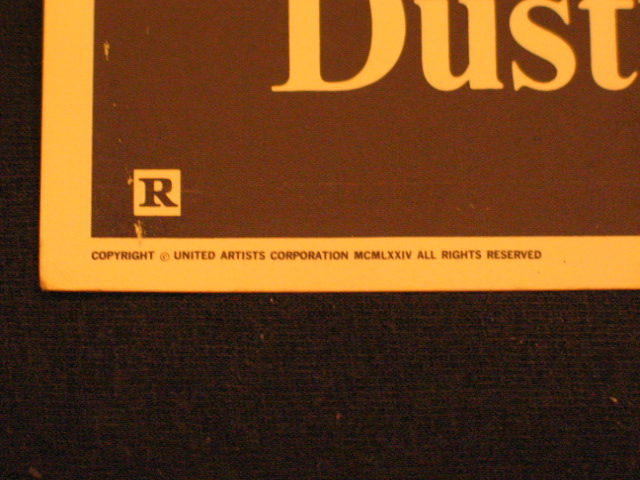 Dust
R
COPYRIGHT © UNITED ARTISTS CORPORATION MCMLXXIV ALL RIGHTS RESERVED